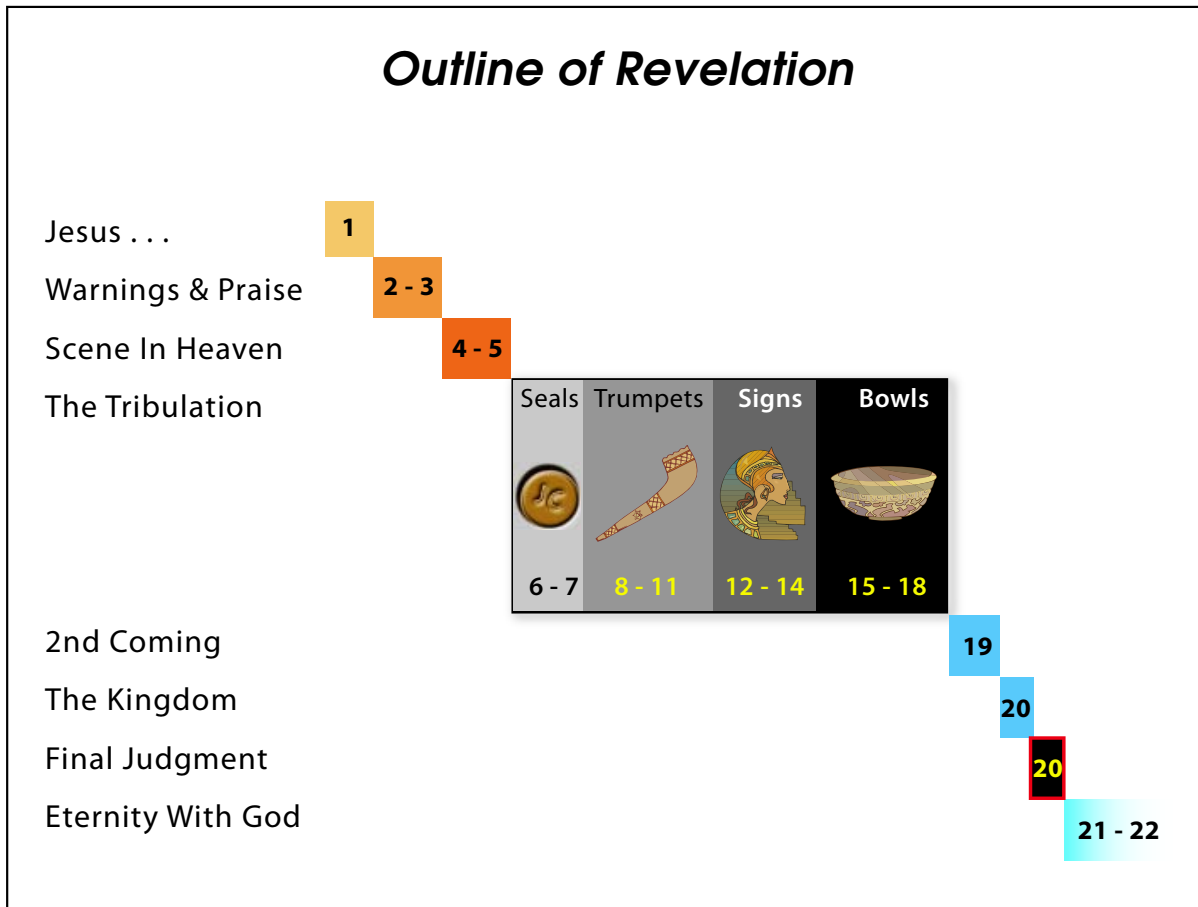 Outline of Revelation
Jesus . . .
1
Warnings & Praise
2 - 3
Scene In Heaven
4 - 5
The Tribulation
Seals Trumpets Signs Bowls
JC
6 - 7 8 - 11 12 - 14 15 - 18
2nd Coming
19
The Kingdom
20
Final Judgment
20
Eternity With God
21 - 22